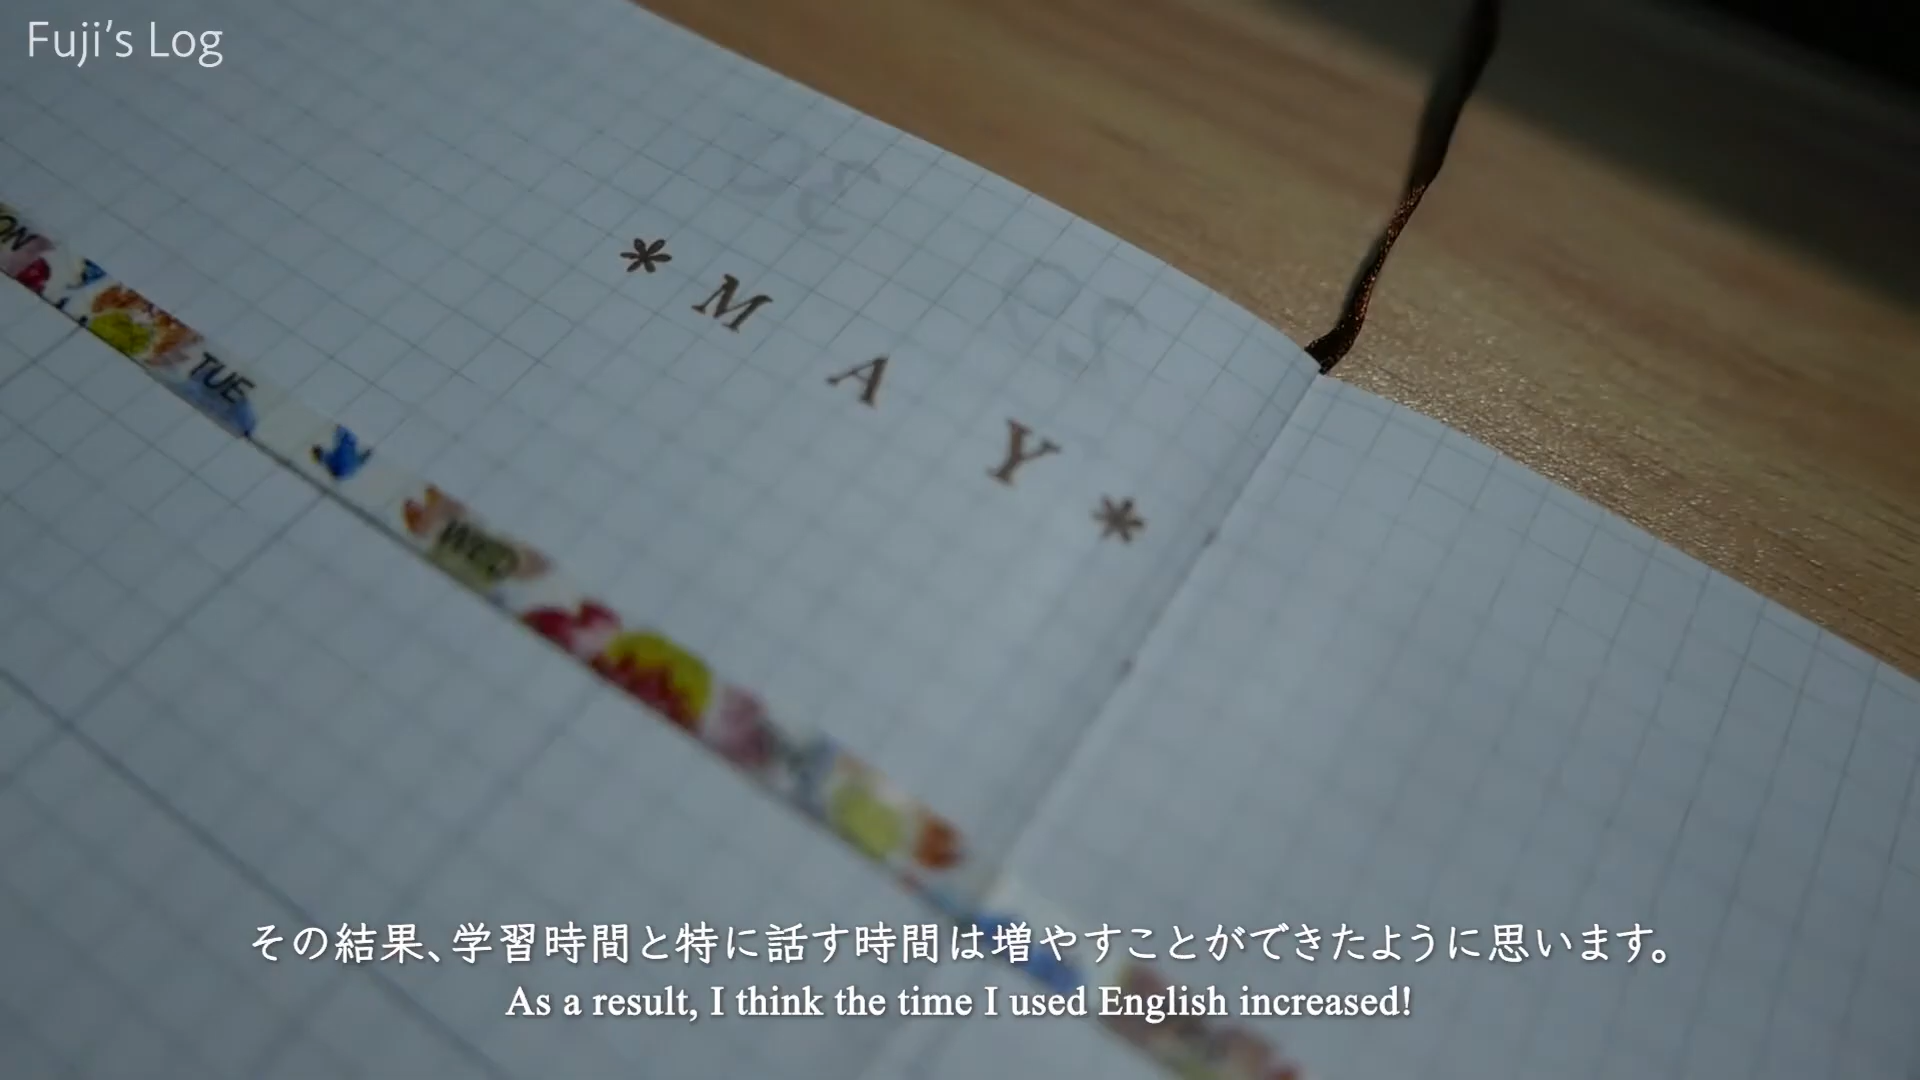 Fuji's Log
* M A Y *
TUE
WED
その結果、学習時間と特に話す時間は増やすことができたように思います。
As a result, I think the time I used English increased!